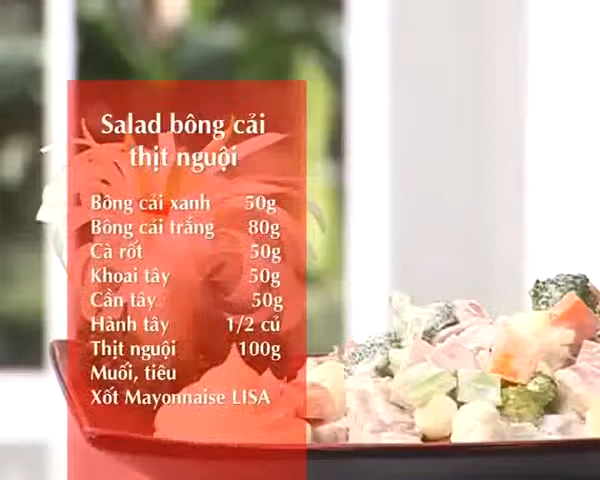 Salad bông cải
thịt nguội
Bông cải xanh 50g
Bông cải trắng 80g
Cà rốt 50g
Khoai tây 50g
Cần tây 50g
Hành tây 1/2 củ
Thịt nguội 100g
Muối, tiêu
Xốt Mayonnaise LISA